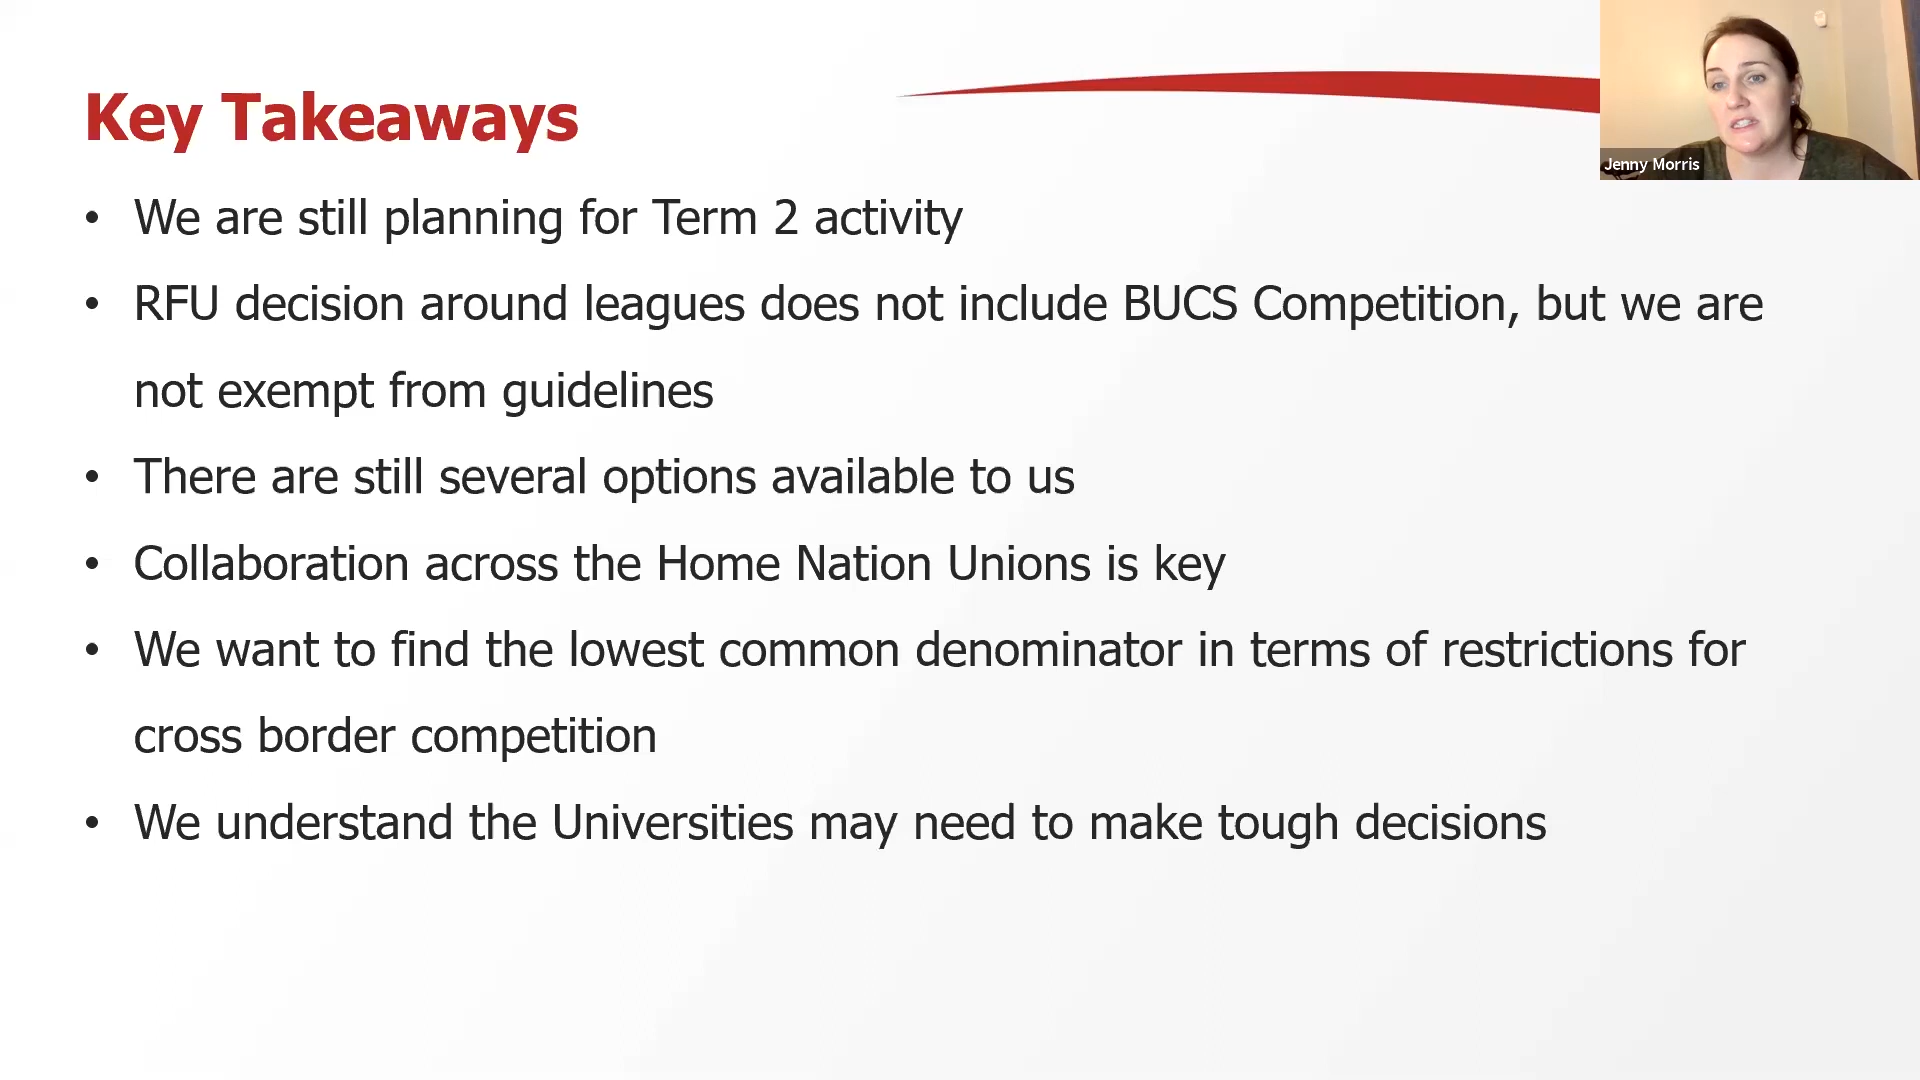 Key Takeaways
Jenny Morris
• We are still planning for Term 2 activity
• RFU decision around leagues does not include BUCS Competition, but we are
not exempt from guidelines
• There are still several options available to us
• Collaboration across the Home Nation Unions is key
• We want to find the lowest common denominator in terms of restrictions for
cross border competition
• We understand the Universities may need to make tough decisions